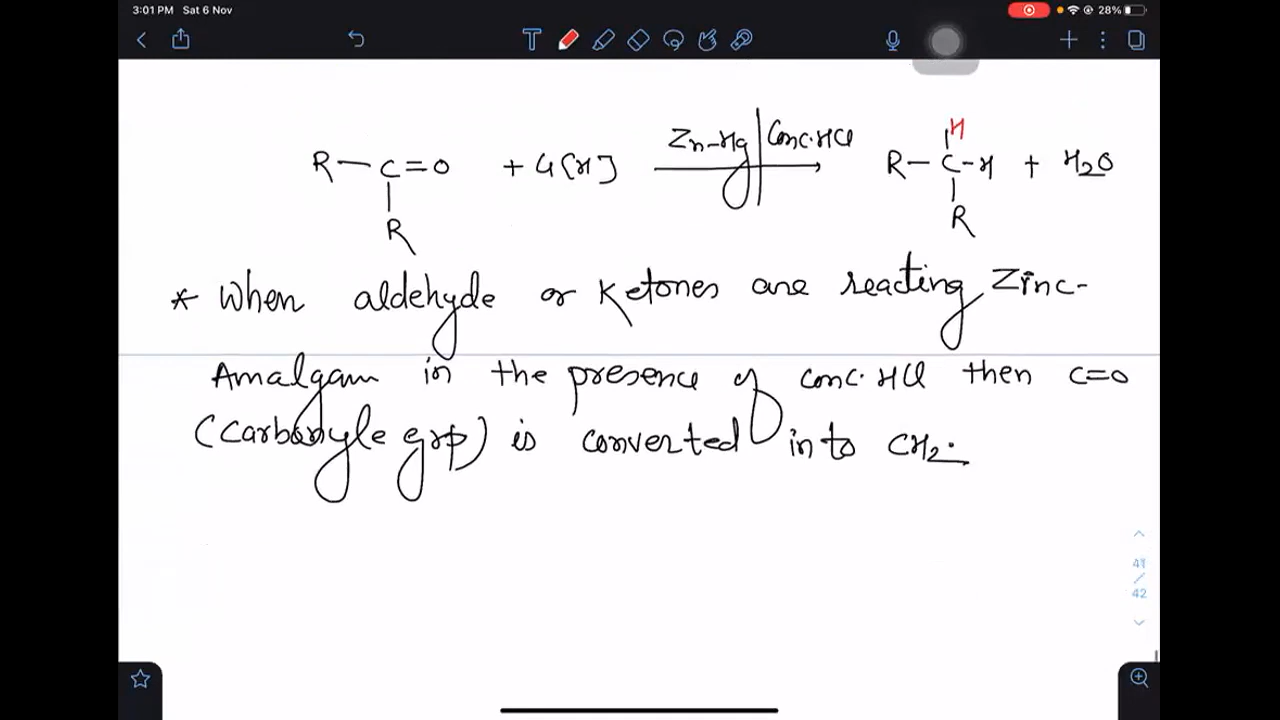 3:01 PM Sat 6 Nov
28%
R—C=O + 4[H] Zn-Hg | Conc·HCl → R—C-H + H2O
H
R
R
* When aldehyde or Ketones are reacting Zinc-
Amalgam in the presence of conc·HCl then C=O
(Carbonyle grp) is converted into CH2.
41
/
42